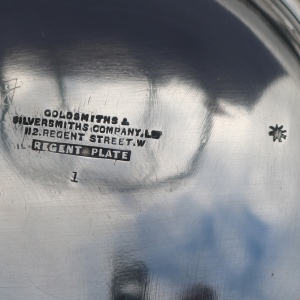 GOLDSMITHS &
SILVERSMITHS COMPANY. LD
112. REGENT STREET. W
REGENT PLATE
1